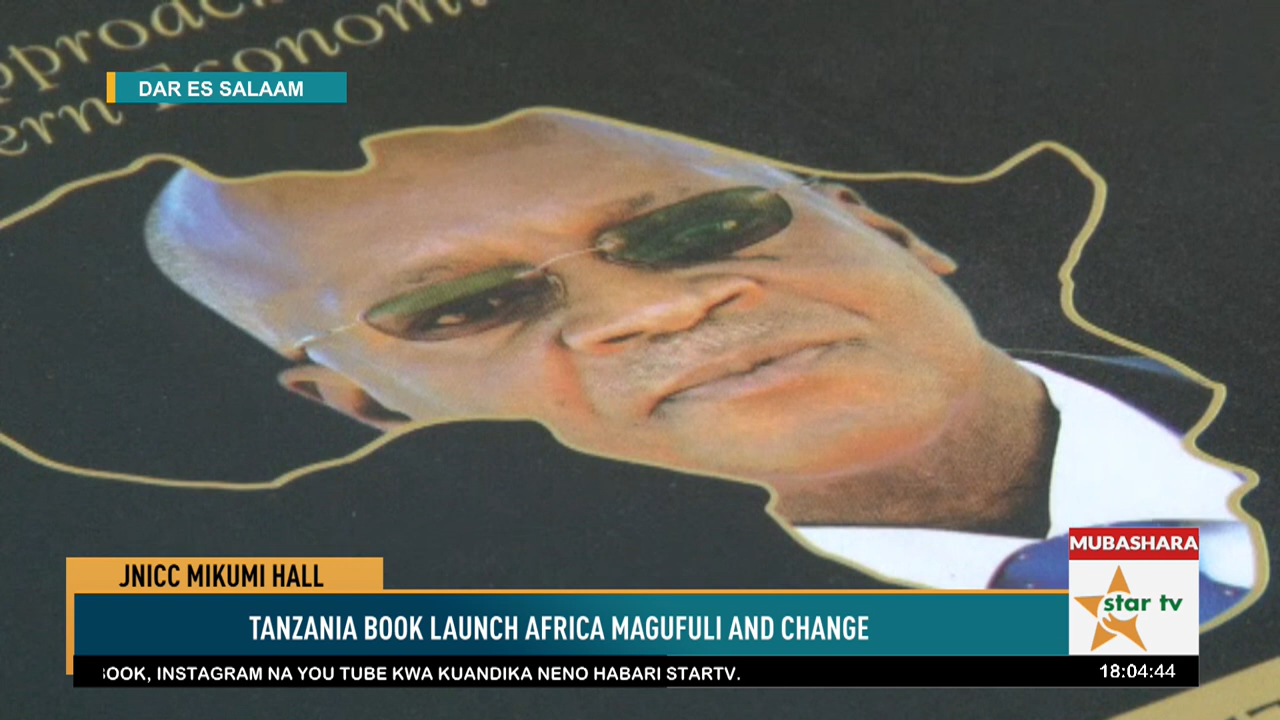 DAR ES SALAAM
JNICC MIKUMI HALL
TANZANIA BOOK LAUNCH AFRICA MAGUFULI AND CHANGE
MUBASHARA
star tv
INSTAGRAM NA YOU TUBE KWA KUANDIKA NENO HABARI STARTV.
18:04:44